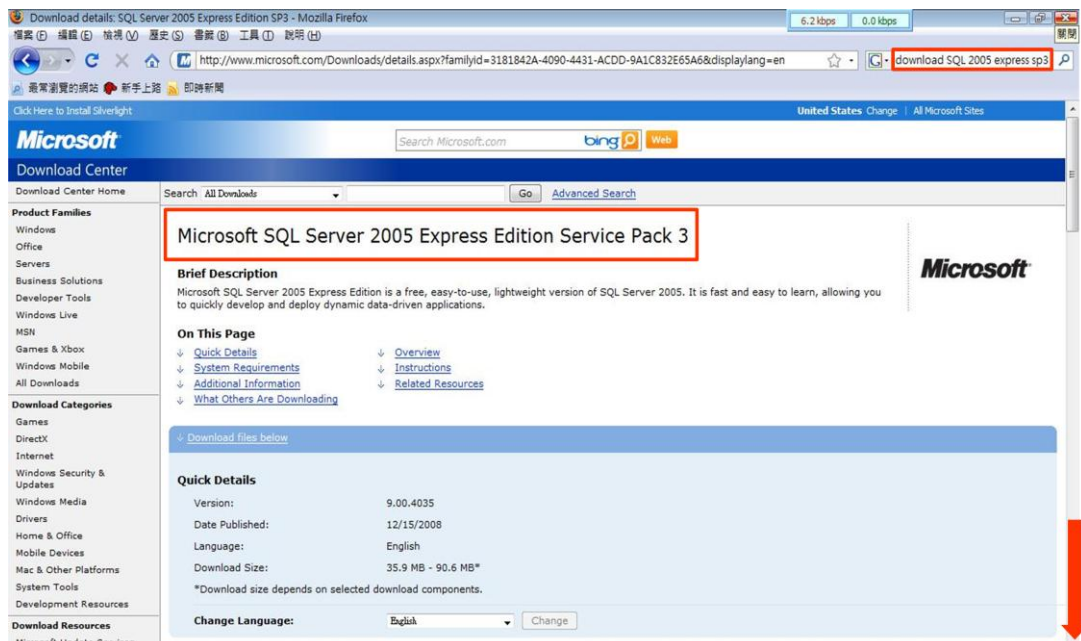 Download details: SQL Server 2005 Express Edition SP3 - Mozilla Firefox
6.2 kbps 0.0 kbps
檔案(F) 編輯(E) 檢視(V) 歷史(S) 書籤(B) 工具(T) 說明(H)
關閉
http://www.microsoft.com/Downloads/details.aspx?familyid=3181842A-4090-4431-ACDD-9A1C832E65A6&displaylang=en
download SQL 2005 express sp3
最常瀏覽的網站 新手上路 即時新聞
Click Here to Install Silverlight
United States Change | All Microsoft Sites
Microsoft
Search Microsoft.com bing Web
Download Center
Download Center Home
Search All Downloads Go Advanced Search
Product Families
Windows
Office
Servers
Business Solutions
Developer Tools
Windows Live
MSN
Games & Xbox
Windows Mobile
All Downloads
Download Categories
Games
DirectX
Internet
Windows Security &
Updates
Windows Media
Drivers
Home & Office
Mobile Devices
Mac & Other Platforms
System Tools
Development Resources
Download Resources
Microsoft SQL Server 2005 Express Edition Service Pack 3
Microsoft
Brief Description
Microsoft SQL Server 2005 Express Edition is a free, easy-to-use, lightweight version of SQL Server 2005. It is fast and easy to learn, allowing you
to quickly develop and deploy dynamic data-driven applications.
On This Page
Quick Details Overview
System Requirements Instructions
Additional Information Related Resources
What Others Are Downloading
Download files below
Quick Details
Version: 9.00.4035
Date Published: 12/15/2008
Language: English
Download Size: 35.9 MB - 90.6 MB*
*Download size depends on selected download components.
Change Language: English Change